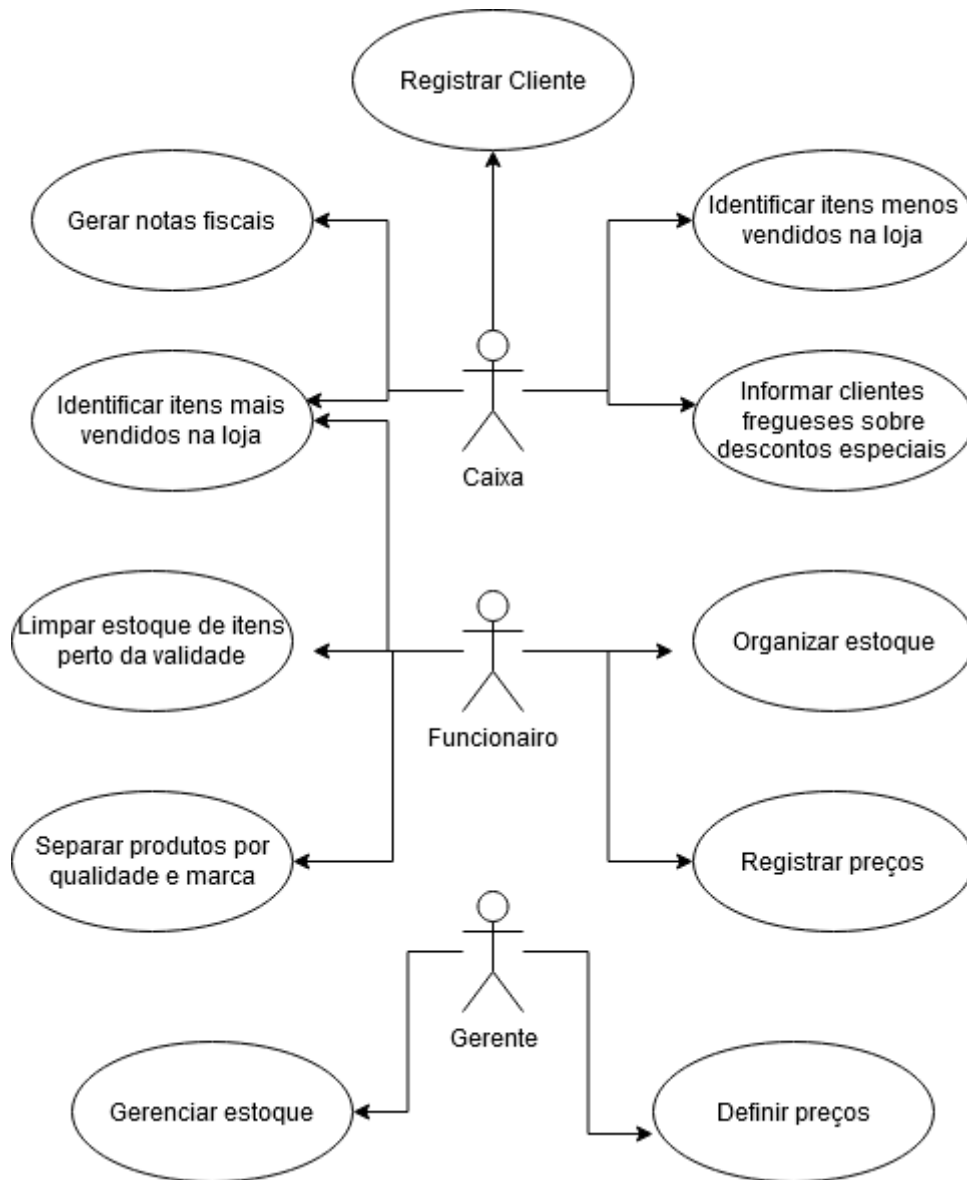 Registrar Cliente
Gerar notas fiscais
Identificar itens menos
vendidos na loja
Identificar itens mais
vendidos na loja
Informar clientes
fregueses sobre
descontos especiais
Caixa
Limpar estoque de itens
perto da validade
Organizar estoque
Funcionairo
Separar produtos por
qualidade e marca
Registrar preços
Gerente
Gerenciar estoque
Definir preços